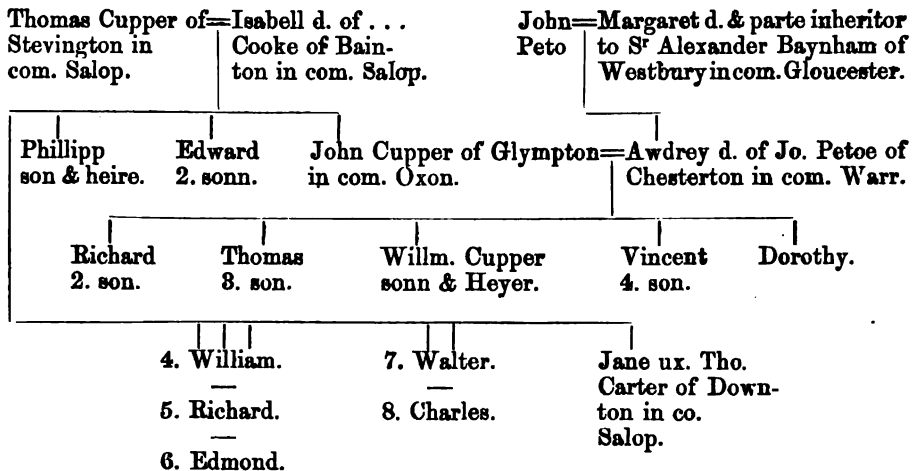 Thomas Cupper of=Isabell d. of . . .
Stevington in Cooke of Bain-
com. Salop. ton in com. Salop.
John=Margaret d. & parte inheritor
Peto to Sʳ Alexander Baynham of
Westbury in com. Gloucester.
Phillipp
son & heire.
Edward
2. sonn.
John Cupper of Glympton=Awdrey d. of Jo. Petoe of
in com. Oxon. Chesterton in com. Warr.
Richard
2. son.
Thomas
3. son.
Willm. Cupper
sonn & Heyer.
Vincent
4. son.
Dorothy.
4. William.
5. Richard.
6. Edmond.
7. Walter.
8. Charles.
Jane ux. Tho.
Carter of Down-
ton in co.
Salop.